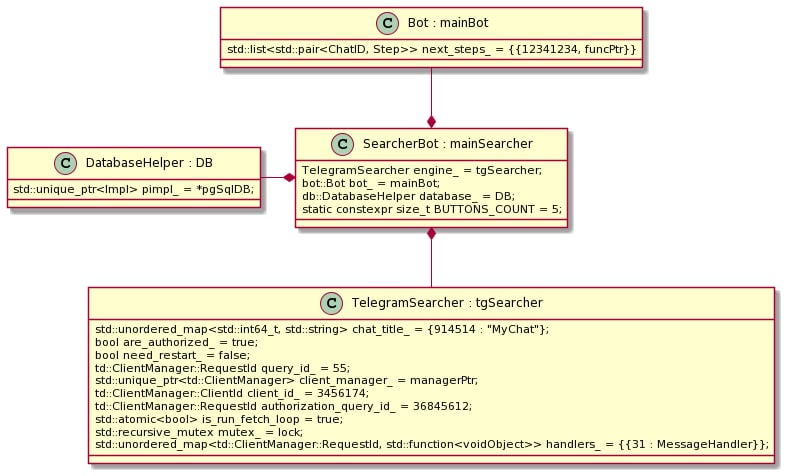 C Bot : mainBot
std::list<std::pair<ChatID, Step>> next_steps_ = {{12341234, funcPtr}}
C SearcherBot : mainSearcher
TelegramSearcher engine_ = tgSearcher;
bot::Bot bot_ = mainBot;
db::DatabaseHelper database_ = DB;
static constexpr size_t BUTTONS_COUNT = 5;
C DatabaseHelper : DB
std::unique_ptr<Impl> pimpl_ = *pgSqlDB;
C TelegramSearcher : tgSearcher
std::unordered_map<std::int64_t, std::string> chat_title_ = {914514 : "MyChat"};
bool are_authorized_ = true;
bool need_restart_ = false;
td::ClientManager::RequestId query_id_ = 55;
std::unique_ptr<td::ClientManager> client_manager_ = managerPtr;
td::ClientManager::ClientId client_id_ = 3456174;
td::ClientManager::RequestId authorization_query_id_ = 36845612;
std::atomic<bool> is_run_fetch_loop = true;
std::recursive_mutex mutex_ = lock;
std::unordered_map<td::ClientManager::RequestId, std::function<voidObject>> handlers_ = {{31 : MessageHandler}};